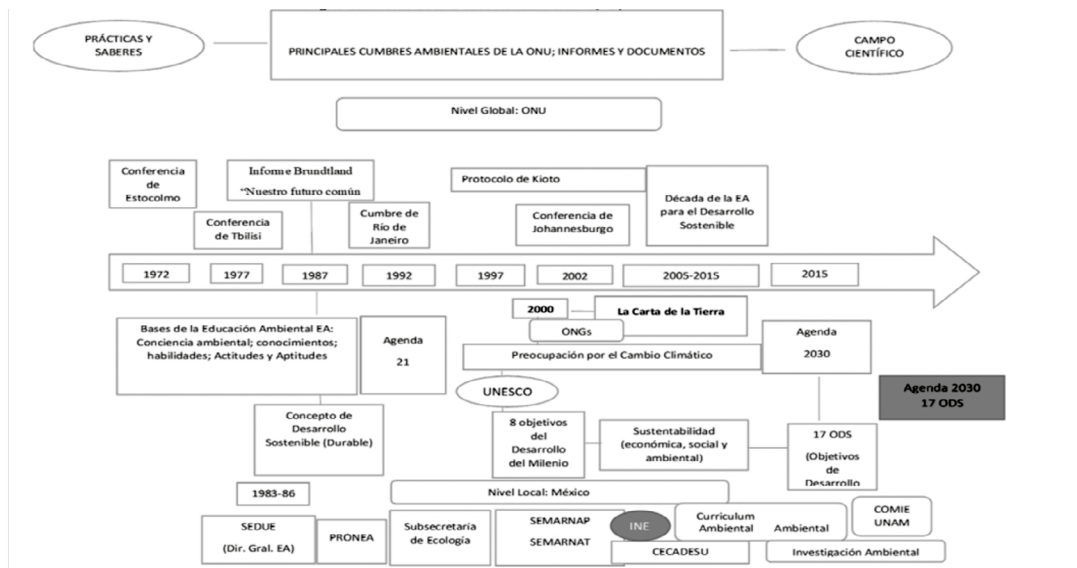 PRÁCTICAS Y
SABERES
PRINCIPALES CUMBRES AMBIENTALES DE LA ONU; INFORMES Y DOCUMENTOS
CAMPO
CIENTÍFICO
Nivel Global: ONU
Conferencia
de
Estocolmo
Informe Brundtland
“Nuestro futuro común
Conferencia
de Tbilisi
Cumbre de
Río de
Janeiro
Protocolo de Kioto
Conferencia de
Johannesburgo
Década de la EA
para el Desarrollo
Sostenible
1972
1977
1987
1992
1997
2002
2005-2015
2015
2000
La Carta de la Tierra
ONGs
Bases de la Educación Ambiental EA:
Conciencia ambiental; conocimientos;
habilidades; Actitudes y Aptitudes
Agenda
21
Preocupación por el Cambio Climático
Agenda
2030
UNESCO
Agenda 2030
17 ODS
Concepto de
Desarrollo
Sostenible (Durable)
8 objetivos
del
Desarrollo
del Milenio
Sustentabilidad
(económica, social y
ambiental)
17 ODS
(Objetivos
de
Desarrollo
1983-86
Nivel Local: México
SEDUE
(Dir. Gral. EA)
PRONEA
Subsecretaría
de Ecología
SEMARNAP
SEMARNAT
INE
Curriculum
Ambiental Ambiental
COMIE
UNAM
CECADESU
Investigación Ambiental